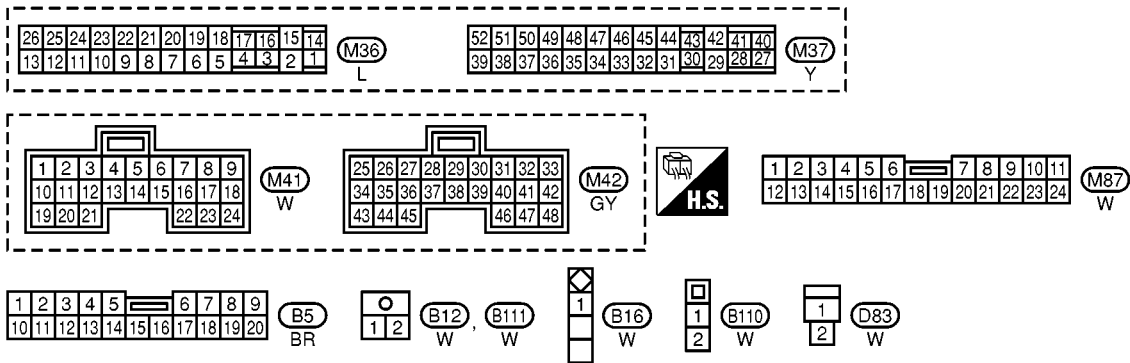 26 25 24 23 22 21 20 19 18 17 16 15 14
13 12 11 10 9 8 7 6 5 4 3 2 1
M36
L
52 51 50 49 48 47 46 45 44 43 42 41 40
39 38 37 36 35 34 33 32 31 30 29 28 27
M37
Y
1 2 3 4 5 6 7 8 9
10 11 12 13 14 15 16 17 18
19 20 21 22 23 24
M41
W
25 26 27 28 29 30 31 32 33
34 35 36 37 38 39 40 41 42
43 44 45 46 47 48
M42
GY
H.S.
1 2 3 4 5 6 7 8 9 10 11
12 13 14 15 16 17 18 19 20 21 22 23 24
M87
W
1 2 3 4 5 6 7 8 9
10 11 12 13 14 15 16 17 18 19 20
B5
BR
1 2
B12 , B111
W W
1
B16
W
1
2
B110
W
1
2
D83
W